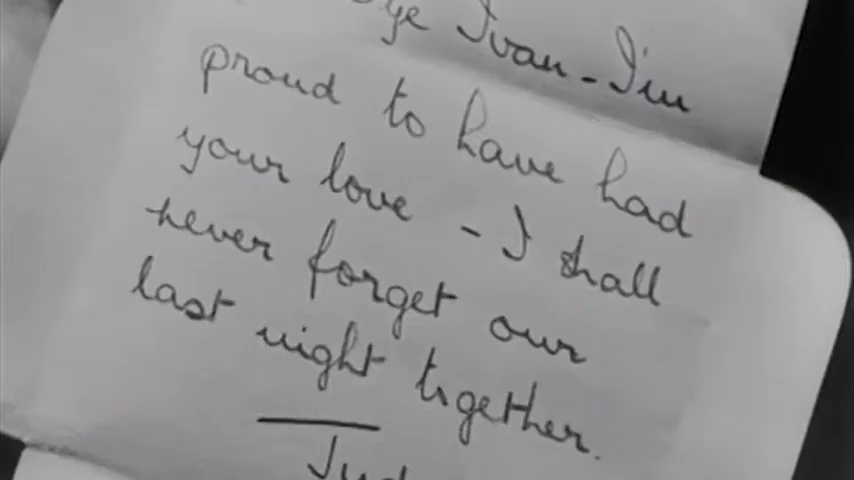 Ivan - I'm
proud to have had
your love - I shall
never forget our
last night together.